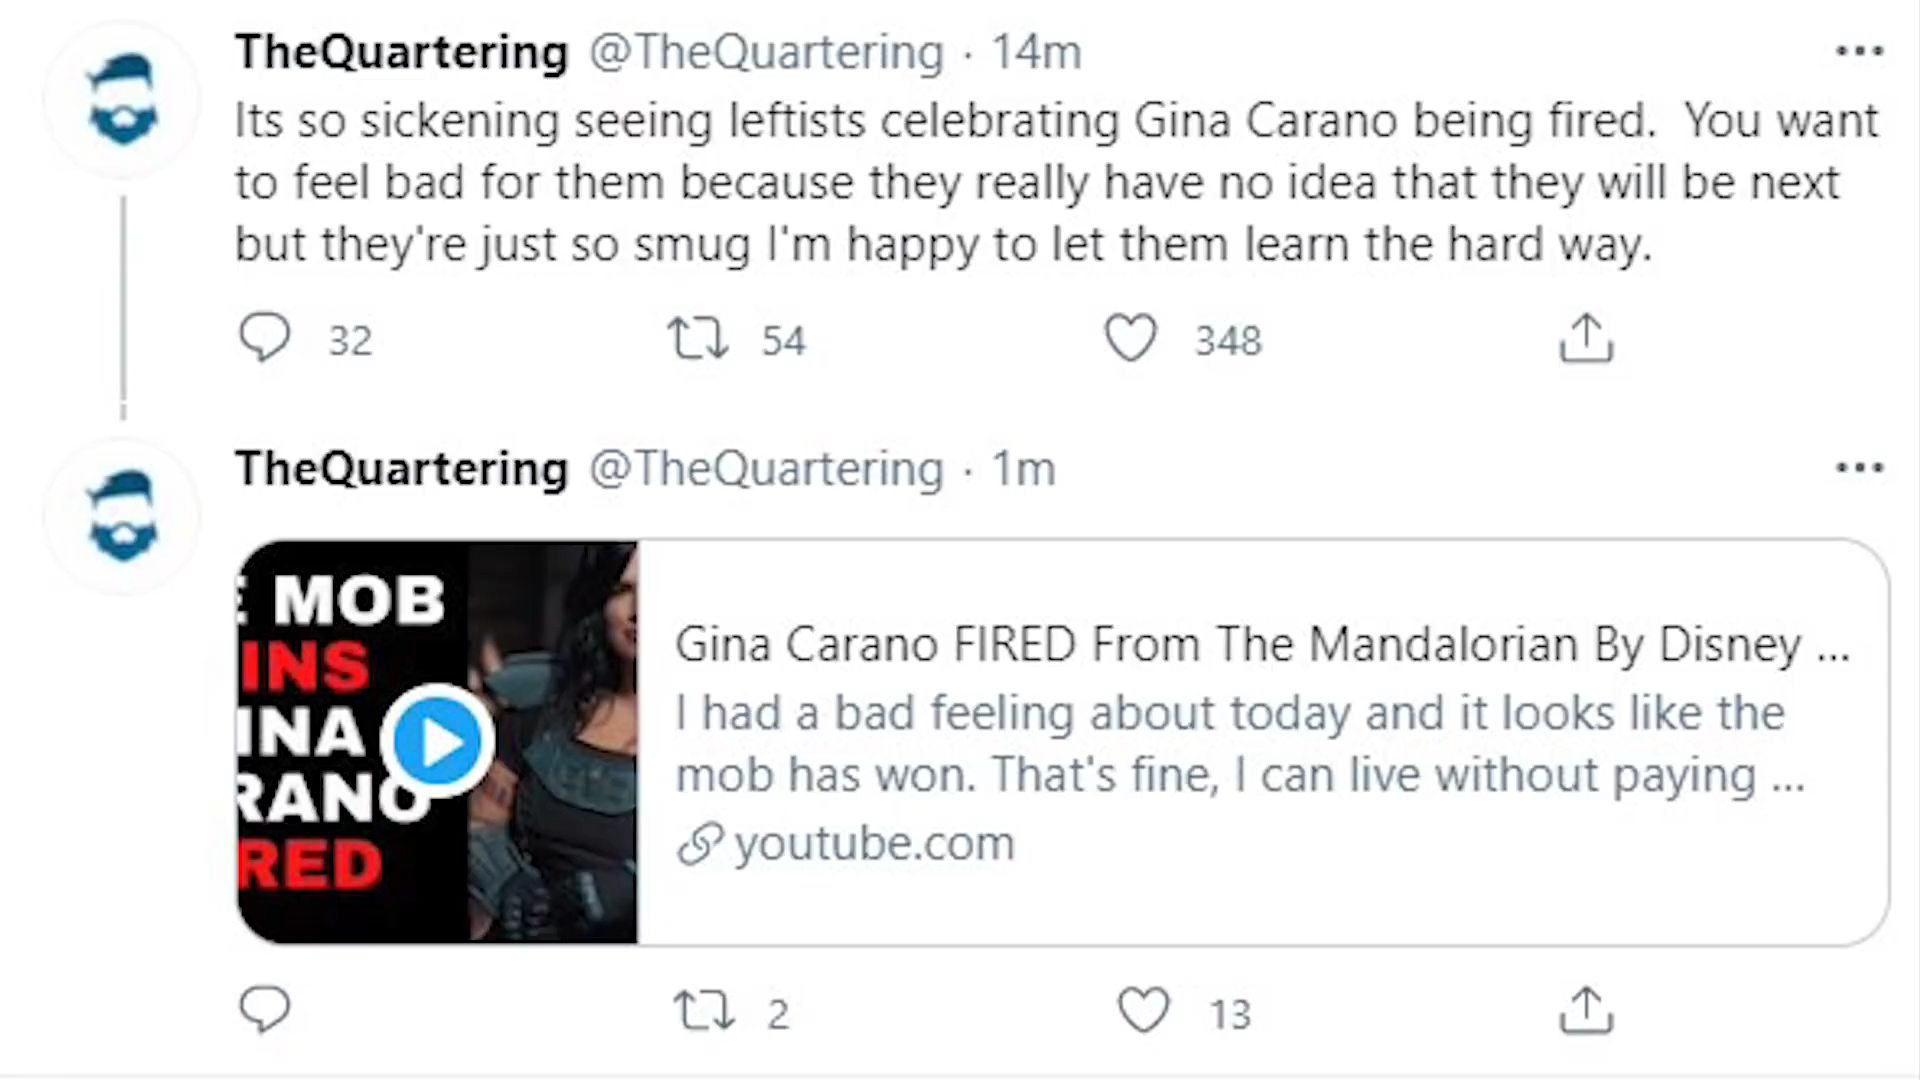 TheQuartering @TheQuartering · 14m
Its so sickening seeing leftists celebrating Gina Carano being fired.  You want
to feel bad for them because they really have no idea that they will be next
but they're just so smug I'm happy to let them learn the hard way.
32 54 348
TheQuartering @TheQuartering · 1m
E MOB
INS
INA
RANO
RED
Gina Carano FIRED From The Mandalorian By Disney ...
I had a bad feeling about today and it looks like the
mob has won. That's fine, I can live without paying ...
youtube.com
2 13